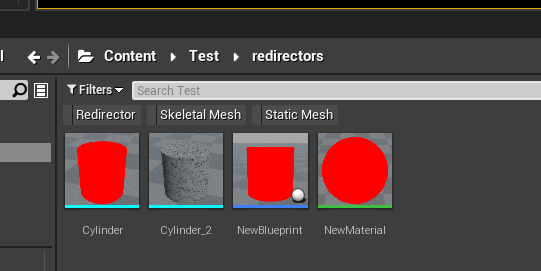 Content Test redirectors
Filters Search Test
Redirector Skeletal Mesh Static Mesh
Cylinder Cylinder_2 NewBlueprint NewMaterial